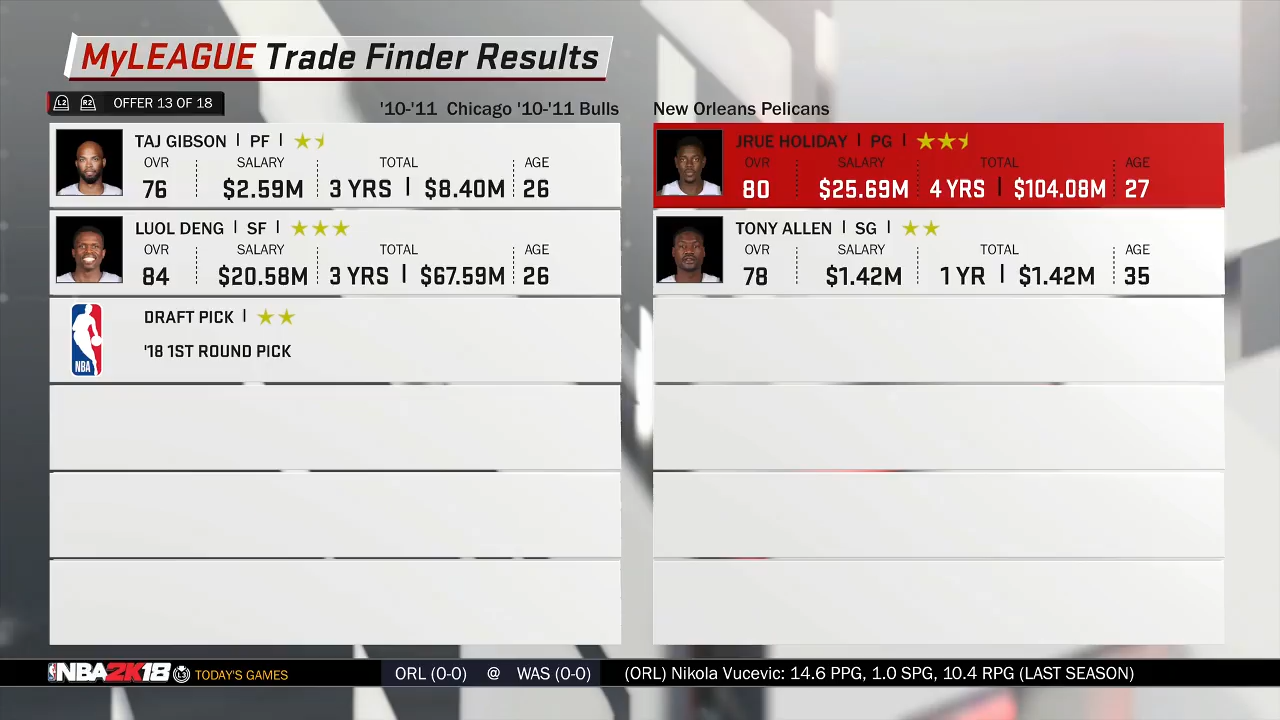 MyLEAGUE Trade Finder Results
L2 R2 OFFER 13 OF 18
'10-'11 Chicago '10-'11 Bulls
TAJ GIBSON | PF |
OVR SALARY TOTAL AGE
76 $2.59M 3 YRS | $8.40M 26
LUOL DENG | SF |
OVR SALARY TOTAL AGE
84 $20.58M 3 YRS | $67.59M 26
NBA
DRAFT PICK |
'18 1ST ROUND PICK
New Orleans Pelicans
JRUE HOLIDAY | PG |
OVR SALARY TOTAL AGE
80 $25.69M 4 YRS | $104.08M 27
TONY ALLEN | SG |
OVR SALARY TOTAL AGE
78 $1.42M 1 YR | $1.42M 35
NBA2K18 TODAY'S GAMES ORL (0-0) @ WAS (0-0) (ORL) Nikola Vucevic: 14.6 PPG, 1.0 SPG, 10.4 RPG (LAST SEASON)